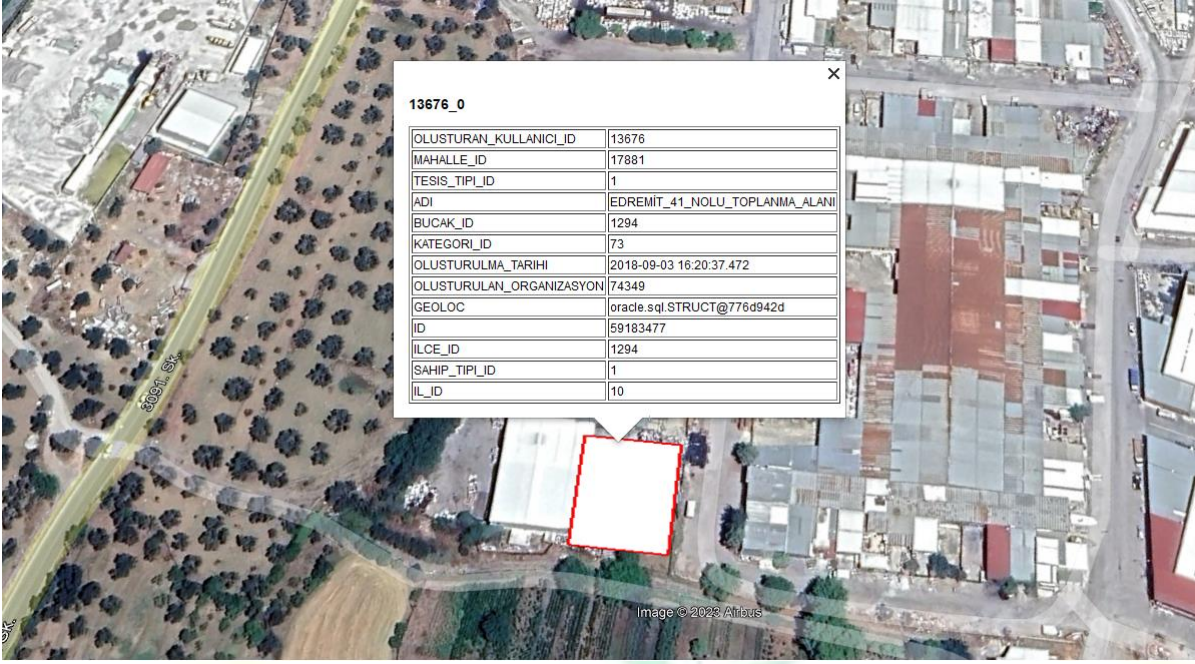 13676_0
OLUSTURAN_KULLANICI_ID 13676
MAHALLE_ID 17881
TESIS_TIPI_ID 1
ADI EDREMİT_41_NOLU_TOPLANMA_ALANI
BUCAK_ID 1294
KATEGORI_ID 73
OLUSTURULMA_TARIHI 2018-09-03 16:20:37.472
OLUSTURULAN_ORGANIZASYON 74349
GEOLOC oracle.sql.STRUCT@776d942d
ID 59183477
ILCE_ID 1294
SAHIP_TIPI_ID 1
IL_ID 10
3091. Sk.
Sk.
Image © 2023 Airbus